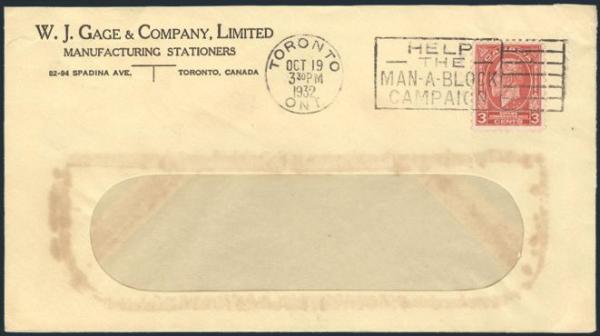 W. J. GAGE & COMPANY, LIMITED
MANUFACTURING STATIONERS
82-94 SPADINA AVE. TORONTO, CANADA
TORONTO
OCT 19
3 30 PM
1932
ONT.
HELP
THE
MAN-A-BLOCK
CAMPAIGN
3 CENTS 3